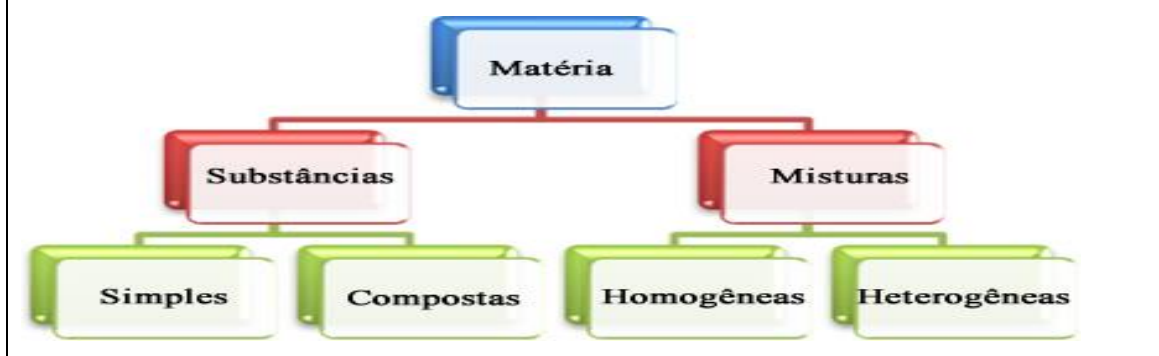 Matéria
Substâncias
Misturas
Simples
Compostas
Homogêneas
Heterogêneas